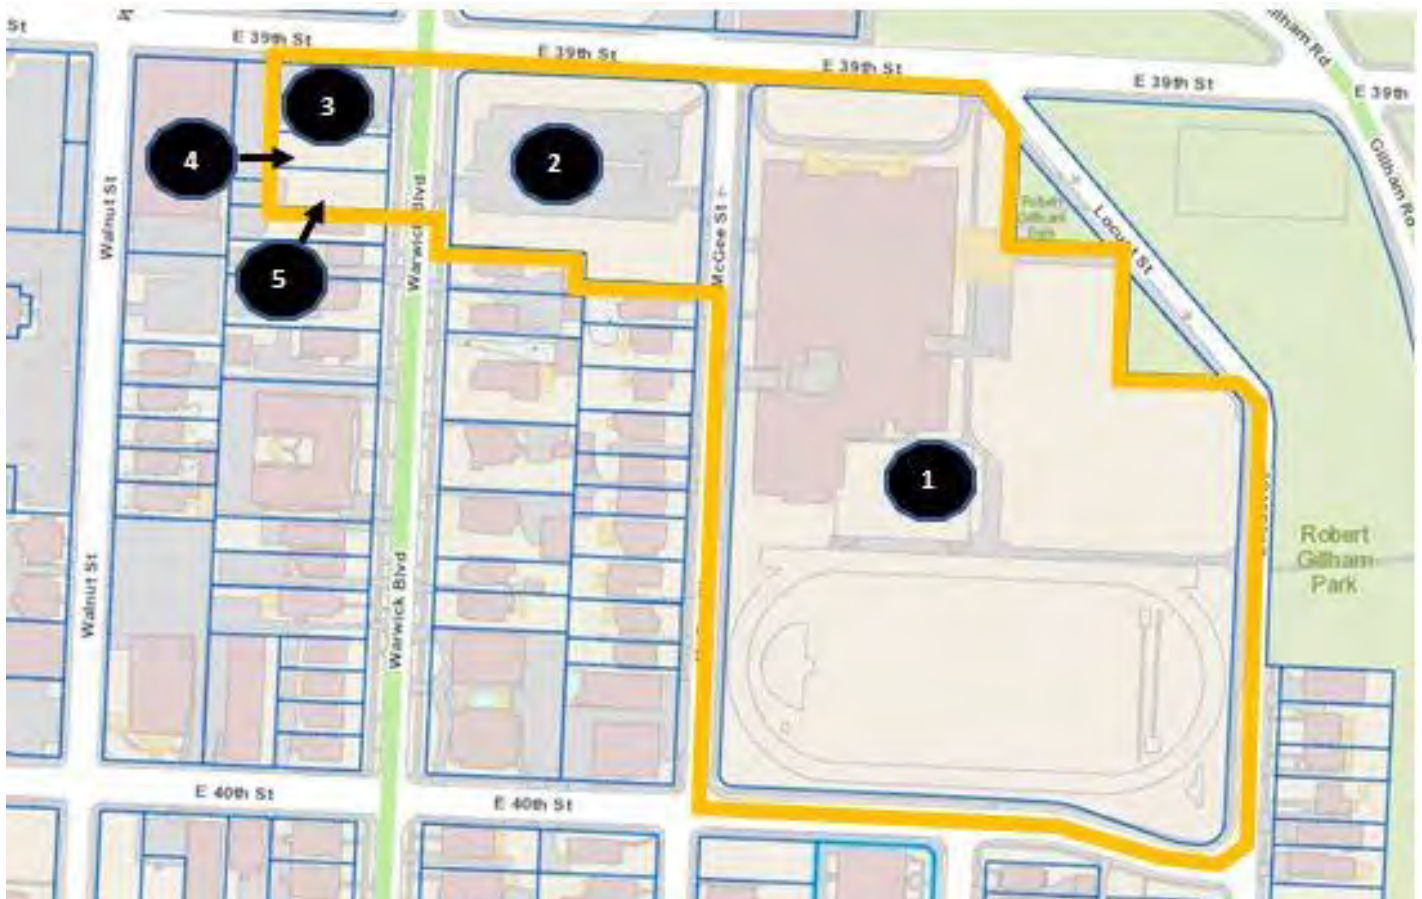 St
E 39th St
E 39th St
E 39th St
E 39th St
E 39th
Gillham Rd
3
4
2
5
1
Walnut St
Warwick Blvd
McGee St
Robert
Gillham
Park
Locust St
Gillham Rd
Robert
Gillham
Park
Walnut St
Warwick Blvd
E 40th St
E 40th St